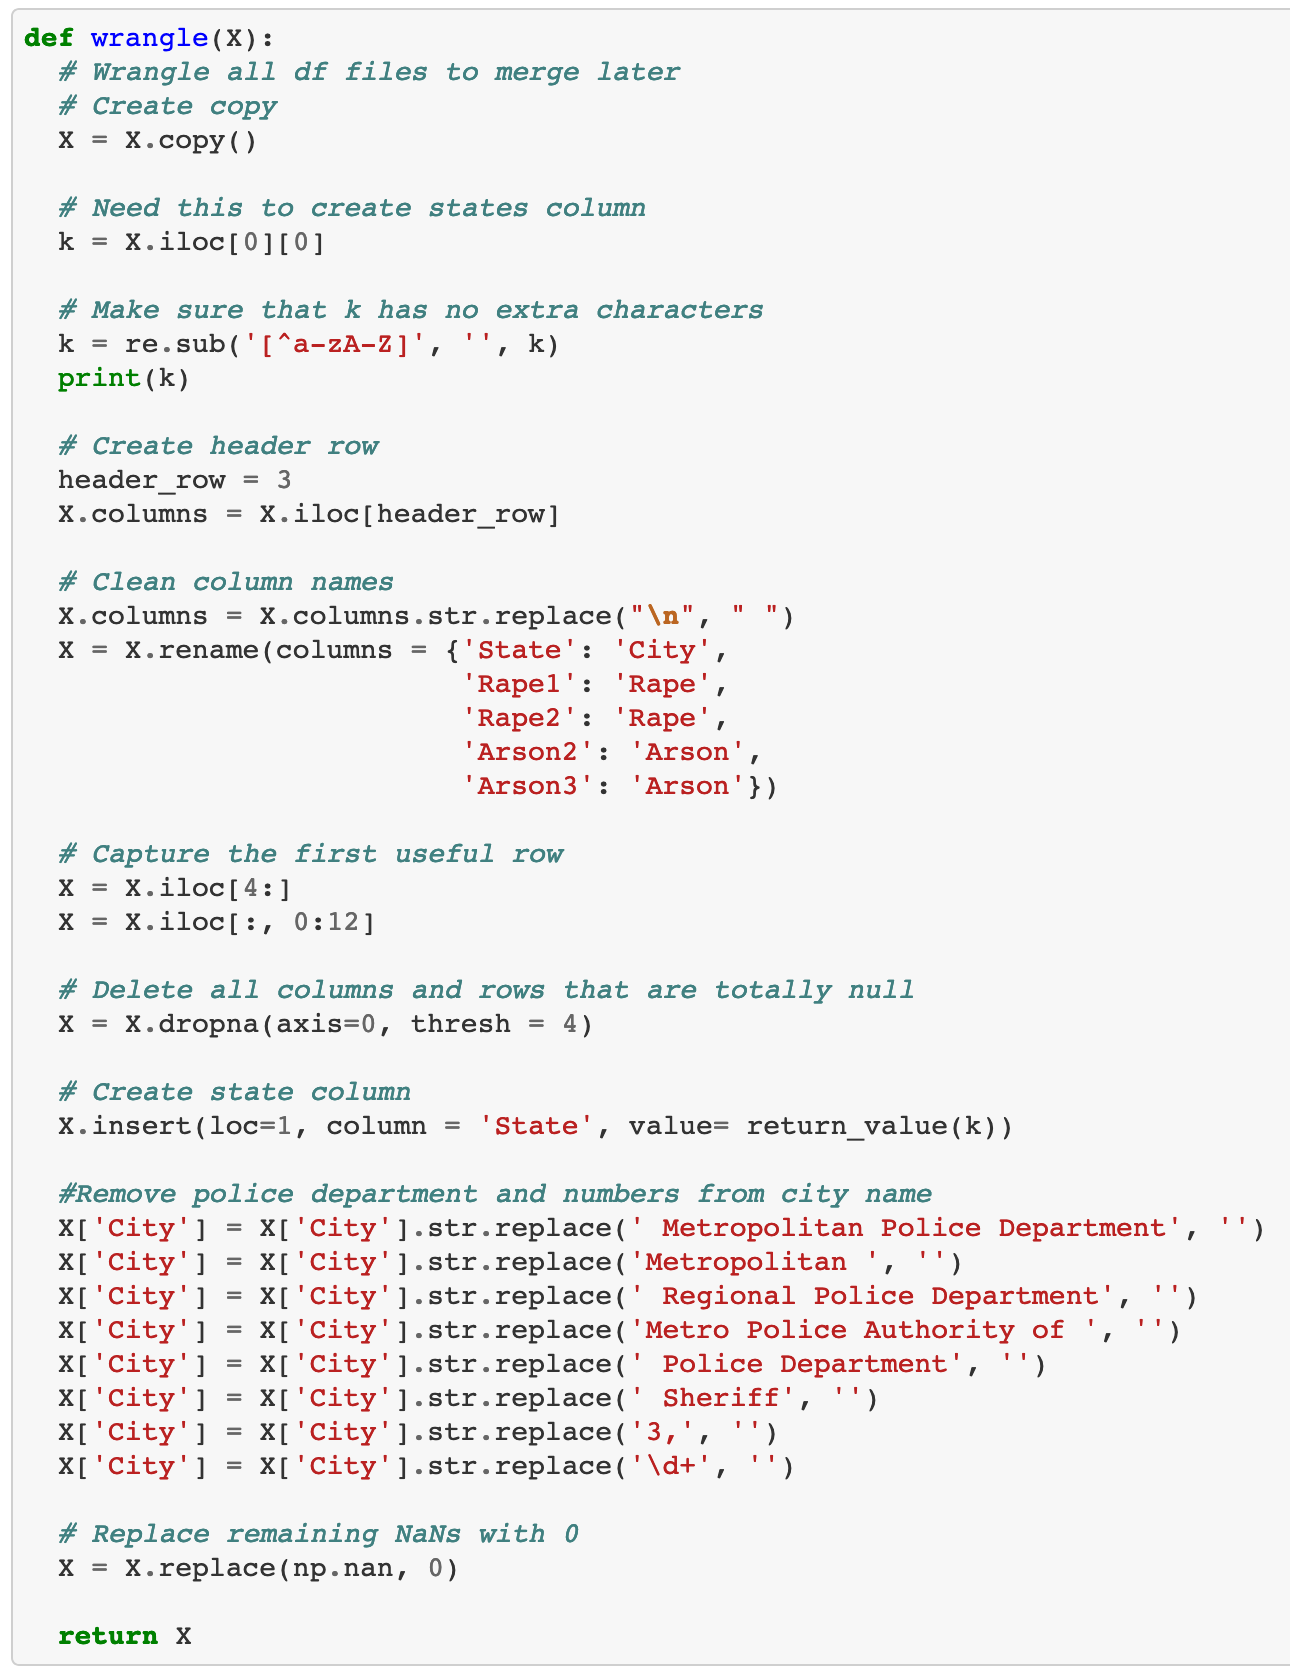 def wrangle(X):
  # Wrangle all df files to merge later
  # Create copy
  X = X.copy()

  # Need this to create states column
  k = X.iloc[0][0]

  # Make sure that k has no extra characters
  k = re.sub('[^a-zA-Z]', '', k)
  print(k)

  # Create header row
  header_row = 3
  X.columns = X.iloc[header_row]

  # Clean column names
  X.columns = X.columns.str.replace("\n", " ")
  X = X.rename(columns = {'State': 'City',
                          'Rape1': 'Rape',
                          'Rape2': 'Rape',
                          'Arson2': 'Arson',
                          'Arson3': 'Arson'})

  # Capture the first useful row
  X = X.iloc[4:]
  X = X.iloc[:, 0:12]

  # Delete all columns and rows that are totally null
  X = X.dropna(axis=0, thresh = 4)

  # Create state column
  X.insert(loc=1, column = 'State', value= return_value(k))

  #Remove police department and numbers from city name
  X['City'] = X['City'].str.replace(' Metropolitan Police Department', '')
  X['City'] = X['City'].str.replace('Metropolitan ', '')
  X['City'] = X['City'].str.replace(' Regional Police Department', '')
  X['City'] = X['City'].str.replace('Metro Police Authority of ', '')
  X['City'] = X['City'].str.replace(' Police Department', '')
  X['City'] = X['City'].str.replace(' Sheriff', '')
  X['City'] = X['City'].str.replace('3,', '')
  X['City'] = X['City'].str.replace('\d+', '')

  # Replace remaining NaNs with 0
  X = X.replace(np.nan, 0)

  return X